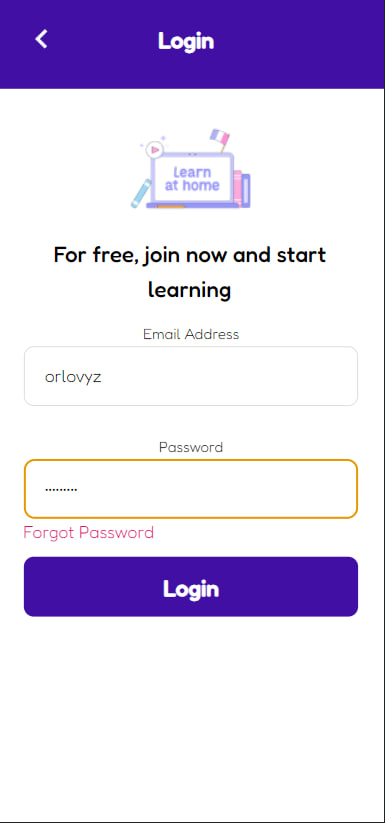 Login
Learn
at home
For free, join now and start
learning
Email Address
orlovyz
Password
.........
Forgot Password
Login